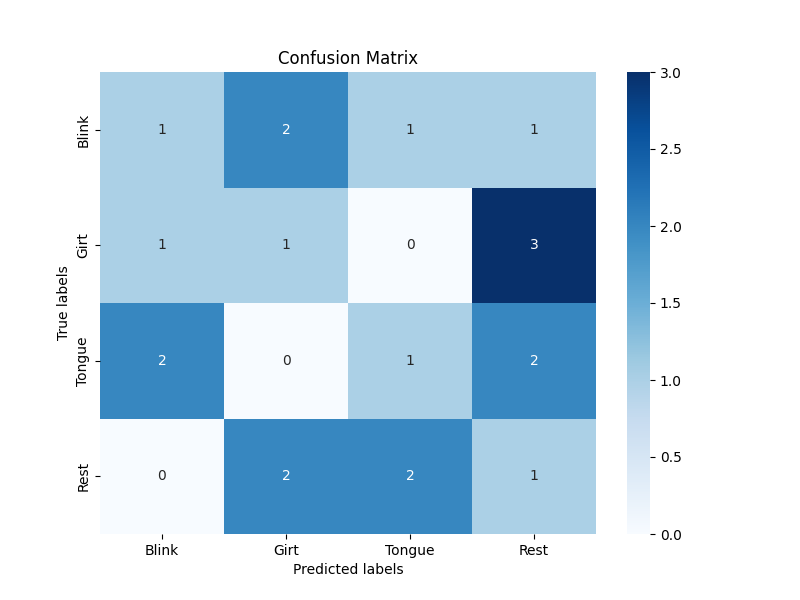 Confusion Matrix
Blink 1 2 1 1
Girt 1 1 0 3
Tongue 2 0 1 2
Rest 0 2 2 1
True labels
Blink Girt Tongue Rest
Predicted labels
3.0
2.5
2.0
1.5
1.0
0.5
0.0